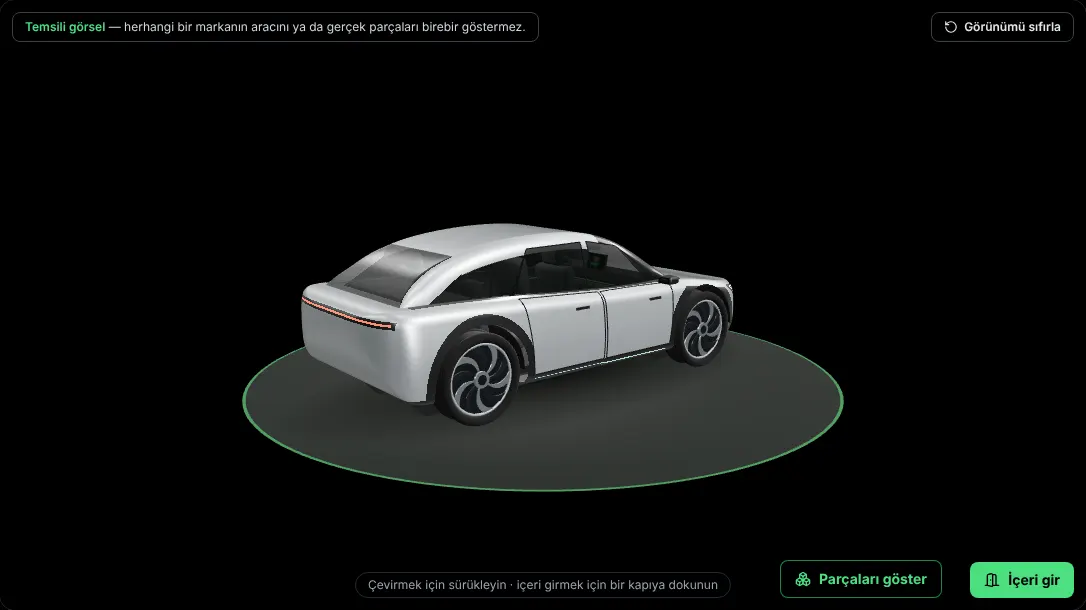 Temsili görsel — herhangi bir markanın aracını ya da gerçek parçaları birebir göstermez.
Görünümü sıfırla
Çevirmek için sürükleyin · içeri girmek için bir kapıya dokunun
Parçaları göster
İçeri gir